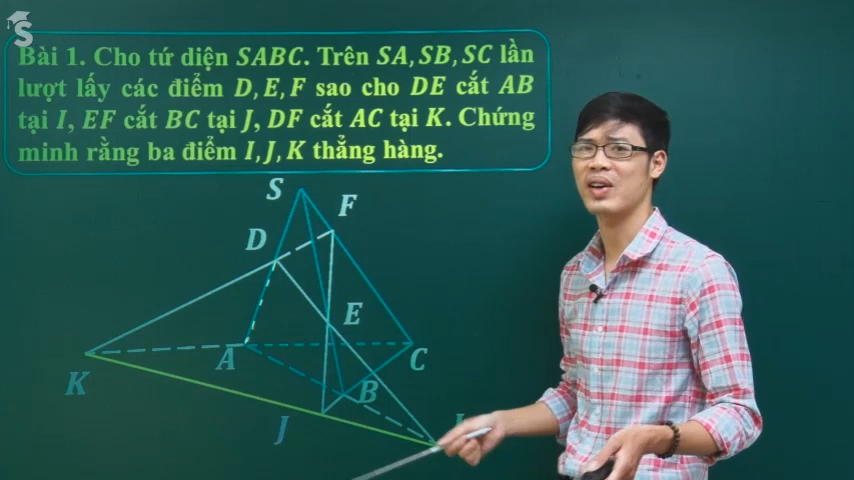 S
Bài 1. Cho tứ diện SABC. Trên SA, SB, SC lần
lượt lấy các điểm D, E, F sao cho DE cắt AB
tại I, EF cắt BC tại J, DF cắt AC tại K. Chứng
minh rằng ba điểm I, J, K thẳng hàng.
S
F
D
E
A
C
K
B
J